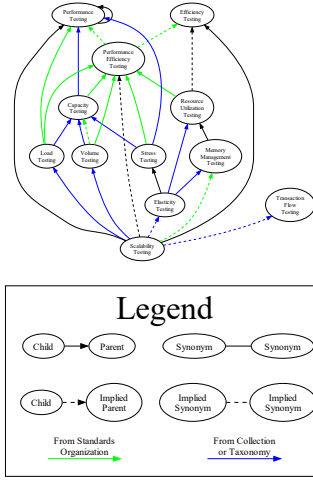 Performance
Testing
Efficiency
Testing
Performance
Efficiency
Testing
Capacity
Testing
Resource
Utilization
Testing
Load
Testing
Volume
Testing
Stress
Testing
Memory
Management
Testing
Elasticity
Testing
Transaction
Flow
Testing
Scalability
Testing
Legend
Child
Parent
Synonym
Synonym
Child
Implied
Parent
Implied
Synonym
Implied
Synonym
From Standards
Organization
From Collection
or Taxonomy